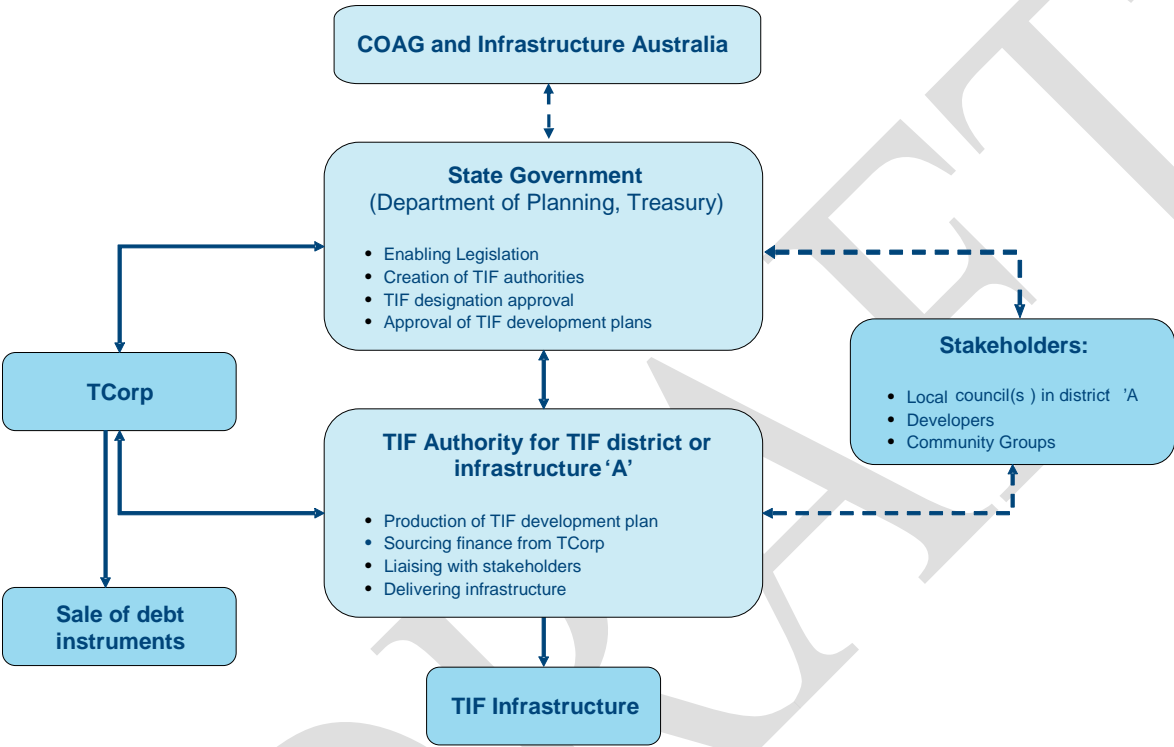 COAG and Infrastructure Australia
State Government
(Department of Planning, Treasury)
• Enabling Legislation
• Creation of TIF authorities
• TIF designation approval
• Approval of TIF development plans
TCorp
Stakeholders:
• Local council(s ) in district 'A
• Developers
• Community Groups
TIF Authority for TIF district or
infrastructure 'A'
• Production of TIF development plan
• Sourcing finance from TCorp
• Liaising with stakeholders
• Delivering infrastructure
Sale of debt
instruments
TIF Infrastructure
DRAFT